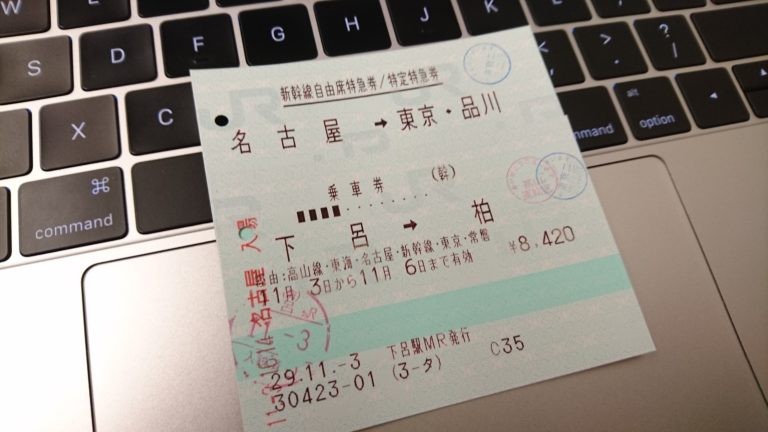 W
D
F
G
H
J
K
S
X
C
⌘
command
alt
option
mmand
新幹線自由席特急券/特定特急券
名古屋 → 東京・品川
乗車券 (幹)
下呂 → 柏
経由:高山線・東海・名古屋・新幹線・東京・常磐
11月 3日から11月 6日まで有効 ¥8,420
名古屋 入場
29.11.-3 下呂駅MR発行
30423-01 (3-タ) C35